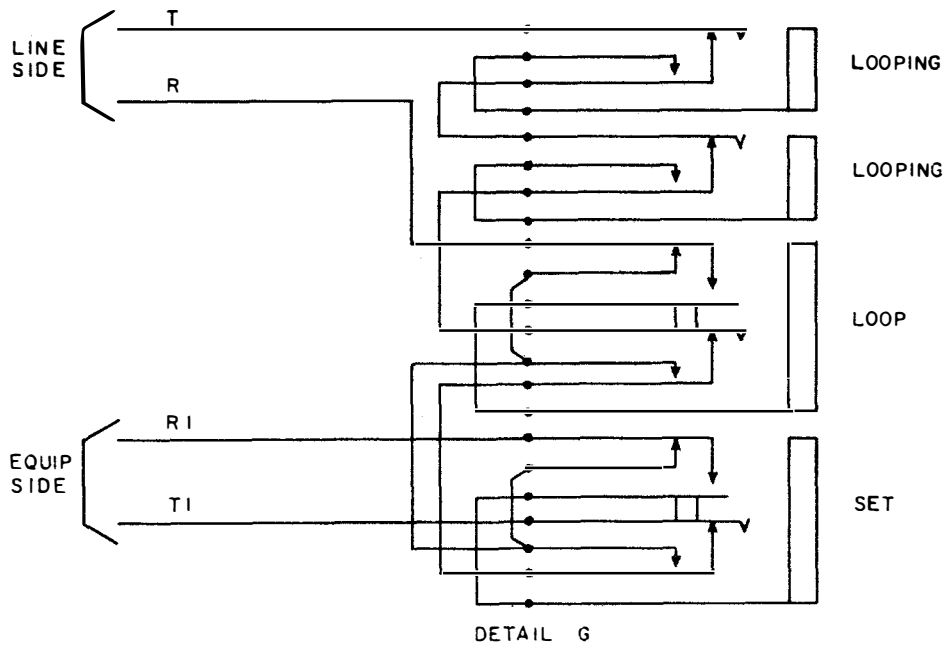 T
LINE
SIDE
LOOPING
R
LOOPING
LOOP
R1
EQUIP
SIDE
SET
T1
DETAIL G